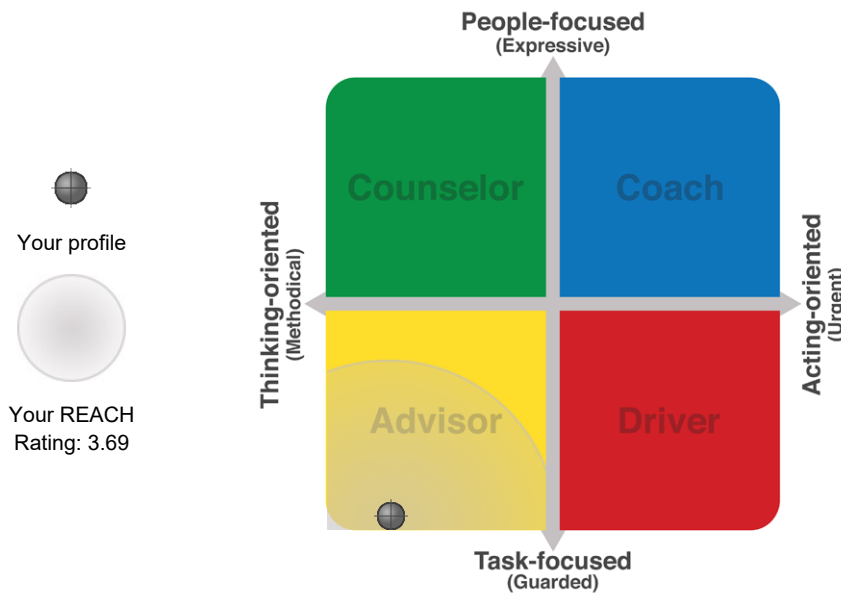 People-focused
(Expressive)
Counselor
Coach
Your profile
Thinking-oriented
(Methodical)
Acting-oriented
(Urgent)
Your REACH
Rating: 3.69
Advisor
Driver
Task-focused
(Guarded)